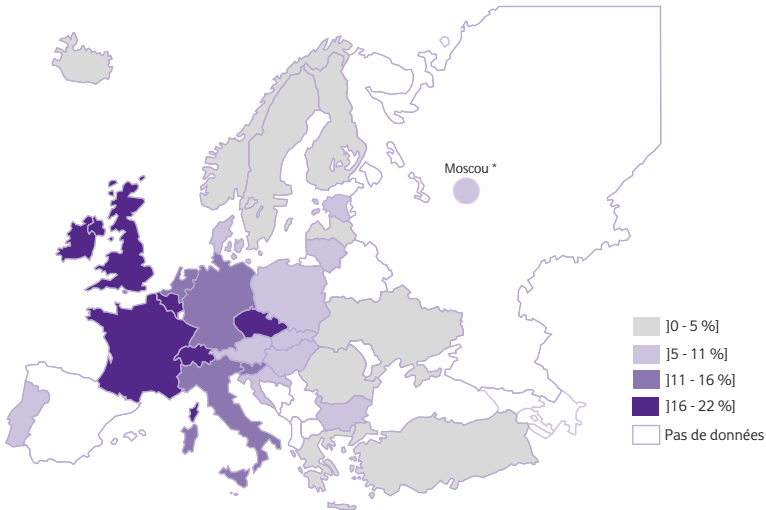 Moscou *
]0 - 5 %]
]5 - 11 %]
]11 - 16 %]
]16 - 22 %]
Pas de données